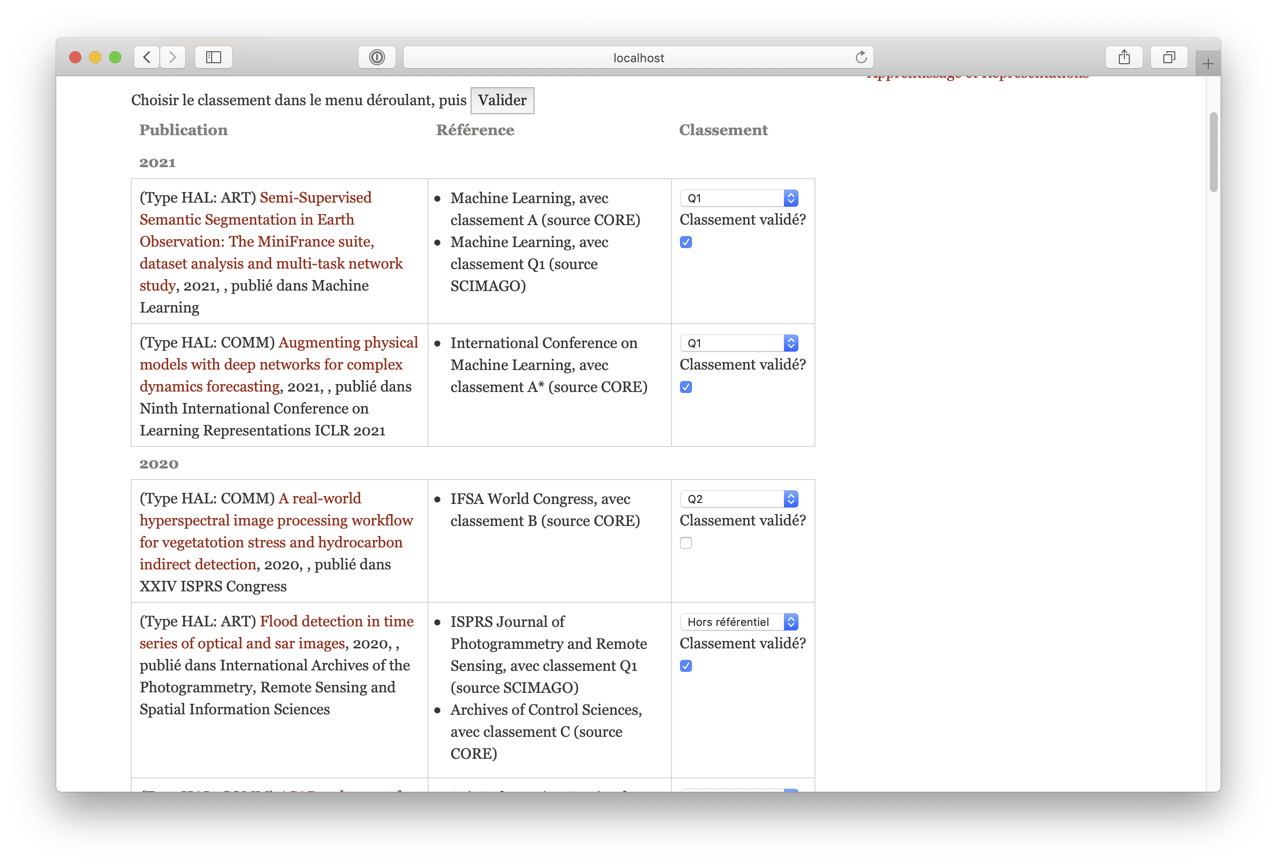 localhost
Apprentissage et Représentations
Choisir le classement dans le menu déroulant, puis Valider
Publication Référence Classement
2021
(Type HAL: ART) Semi-Supervised
Semantic Segmentation in Earth
Observation: The MiniFrance suite,
dataset analysis and multi-task network
study, 2021, , publié dans Machine
Learning
Machine Learning, avec
classement A (source CORE)
Machine Learning, avec
classement Q1 (source
SCIMAGO)
Q1
Classement validé?
(Type HAL: COMM) Augmenting physical
models with deep networks for complex
dynamics forecasting, 2021, , publié dans
Ninth International Conference on
Learning Representations ICLR 2021
International Conference on
Machine Learning, avec
classement A* (source CORE)
Q1
Classement validé?
2020
(Type HAL: COMM) A real-world
hyperspectral image processing workflow
for vegetatotion stress and hydrocarbon
indirect detection, 2020, , publié dans
XXIV ISPRS Congress
IFSA World Congress, avec
classement B (source CORE)
Q2
Classement validé?
(Type HAL: ART) Flood detection in time
series of optical and sar images, 2020, ,
publié dans International Archives of the
Photogrammetry, Remote Sensing and
Spatial Information Sciences
ISPRS Journal of
Photogrammetry and Remote
Sensing, avec classement Q1
(source SCIMAGO)
Archives of Control Sciences,
avec classement C (source
CORE)
Hors référentiel
Classement validé?